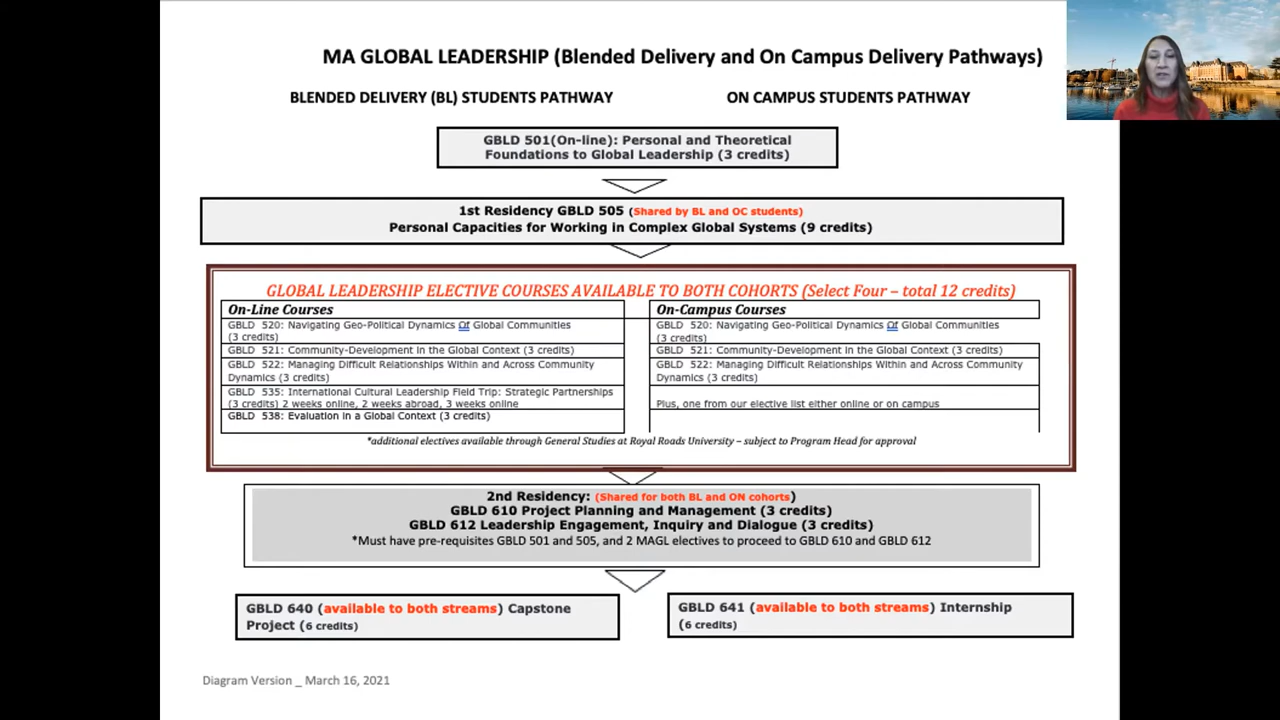 MA GLOBAL LEADERSHIP (Blended Delivery and On Campus Delivery Pathways)
BLENDED DELIVERY (BL) STUDENTS PATHWAY
ON CAMPUS STUDENTS PATHWAY
GBLD 501(On-line): Personal and Theoretical
Foundations to Global Leadership (3 credits)
1st Residency GBLD 505 (Shared by BL and OC students)
Personal Capacities for Working in Complex Global Systems (9 credits)
GLOBAL LEADERSHIP ELECTIVE COURSES AVAILABLE TO BOTH COHORTS (Select Four – total 12 credits)
On-Line Courses
GBLD 520: Navigating Geo-Political Dynamics Of Global Communities
(3 credits)
GBLD 521: Community-Development in the Global Context (3 credits)
GBLD 522: Managing Difficult Relationships Within and Across Community
Dynamics (3 credits)
GBLD 535: International Cultural Leadership Field Trip: Strategic Partnerships
(3 credits) 2 weeks online, 2 weeks abroad, 3 weeks online
GBLD 538: Evaluation in a Global Context (3 credits)
On-Campus Courses
GBLD 520: Navigating Geo-Political Dynamics Of Global Communities
(3 credits)
GBLD 521: Community-Development in the Global Context (3 credits)
GBLD 522: Managing Difficult Relationships Within and Across Community
Dynamics (3 credits)
Plus, one from our elective list either online or on campus
*additional electives available through General Studies at Royal Roads University – subject to Program Head for approval
2nd Residency: (Shared for both BL and ON cohorts)
GBLD 610 Project Planning and Management (3 credits)
GBLD 612 Leadership Engagement, Inquiry and Dialogue (3 credits)
*Must have pre-requisites GBLD 501 and 505, and 2 MAGL electives to proceed to GBLD 610 and GBLD 612
GBLD 640 (available to both streams) Capstone
Project (6 credits)
GBLD 641 (available to both streams) Internship
(6 credits)
Diagram Version _ March 16, 2021